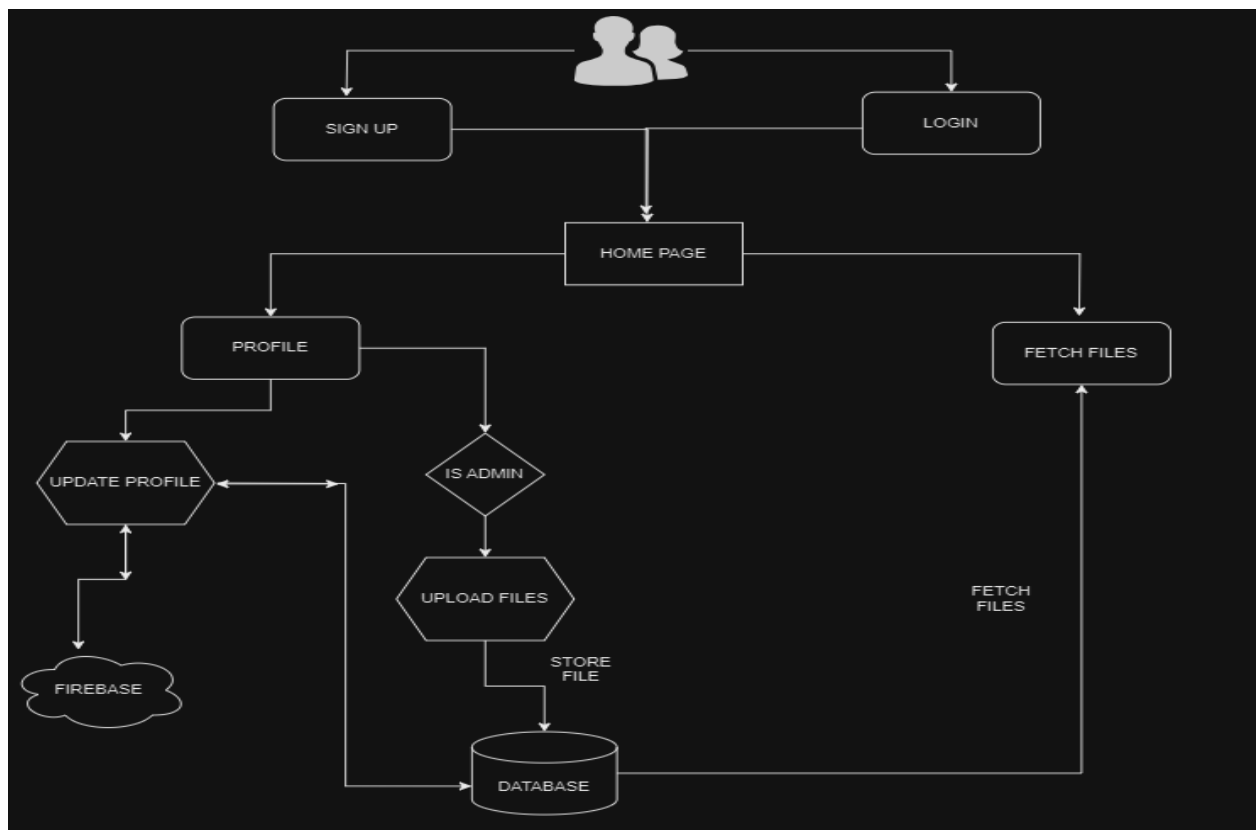 SIGN UP
LOGIN
HOME PAGE
PROFILE
FETCH FILES
UPDATE PROFILE
IS ADMIN
UPLOAD FILES
FETCH
FILES
STORE
FILE
FIREBASE
DATABASE